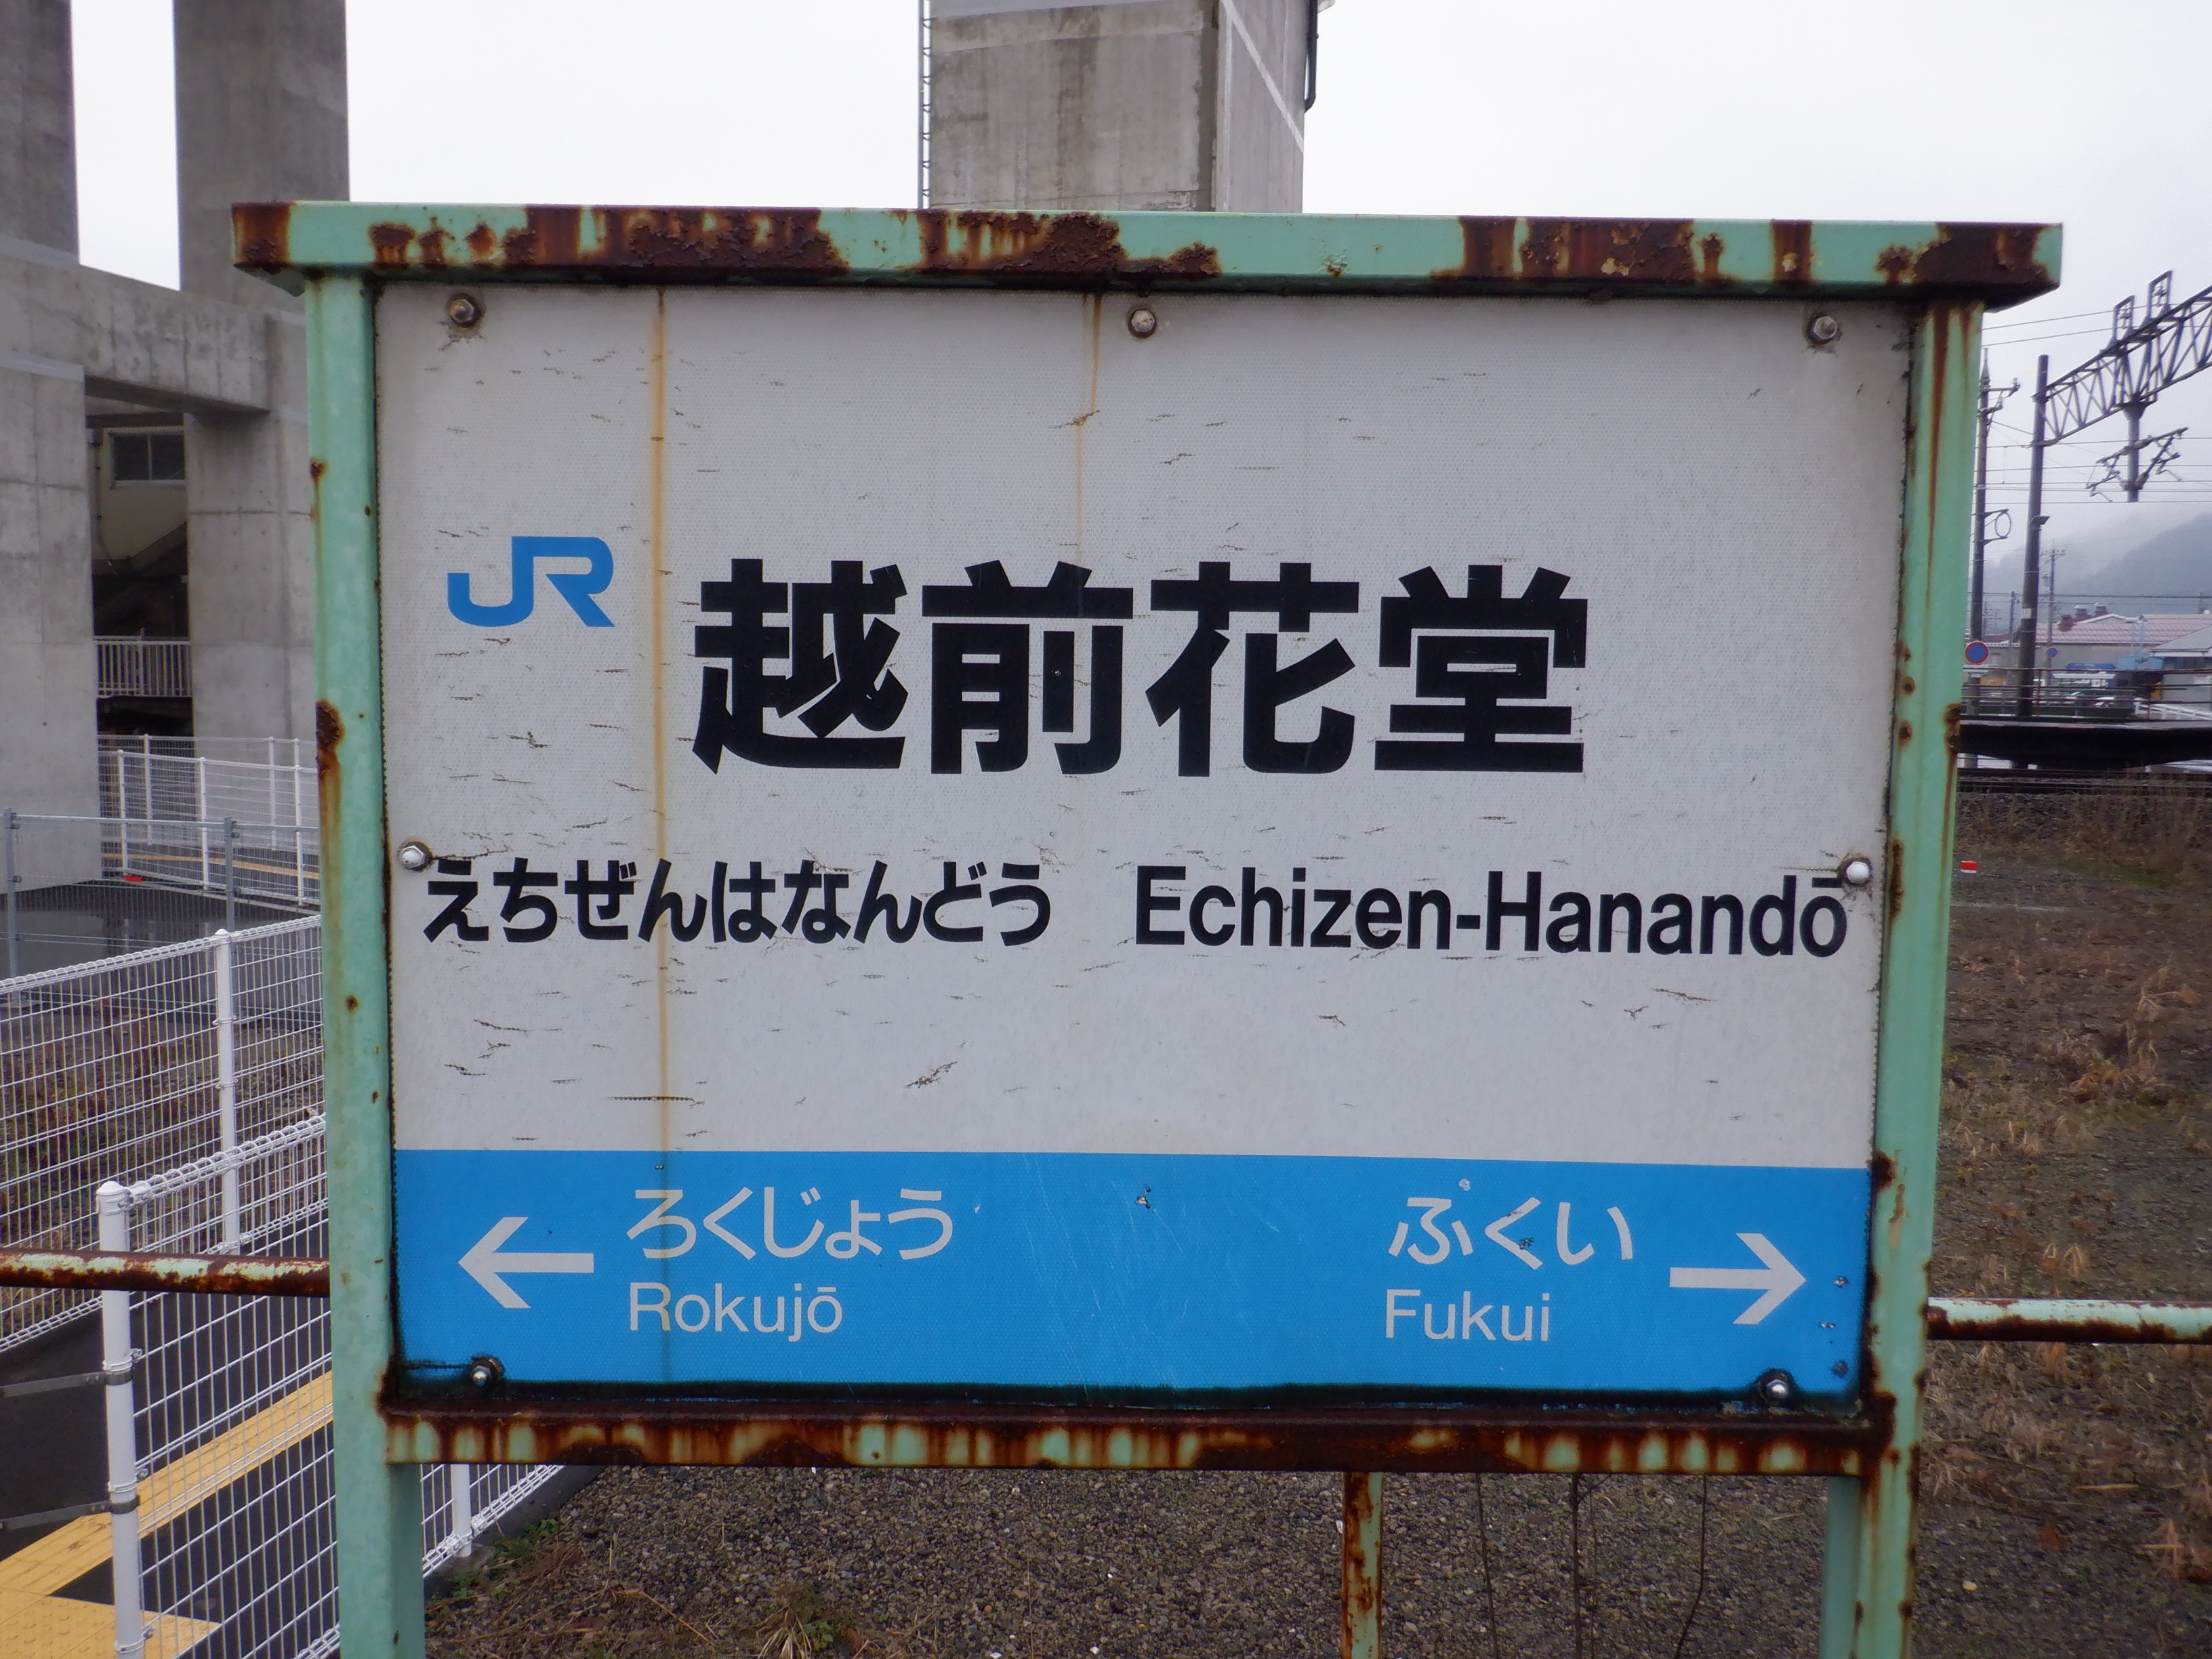 JR 越前花堂
えちぜんはなんどう Echizen-Hanandō
← ろくじょう ふくい →
Rokujō Fukui